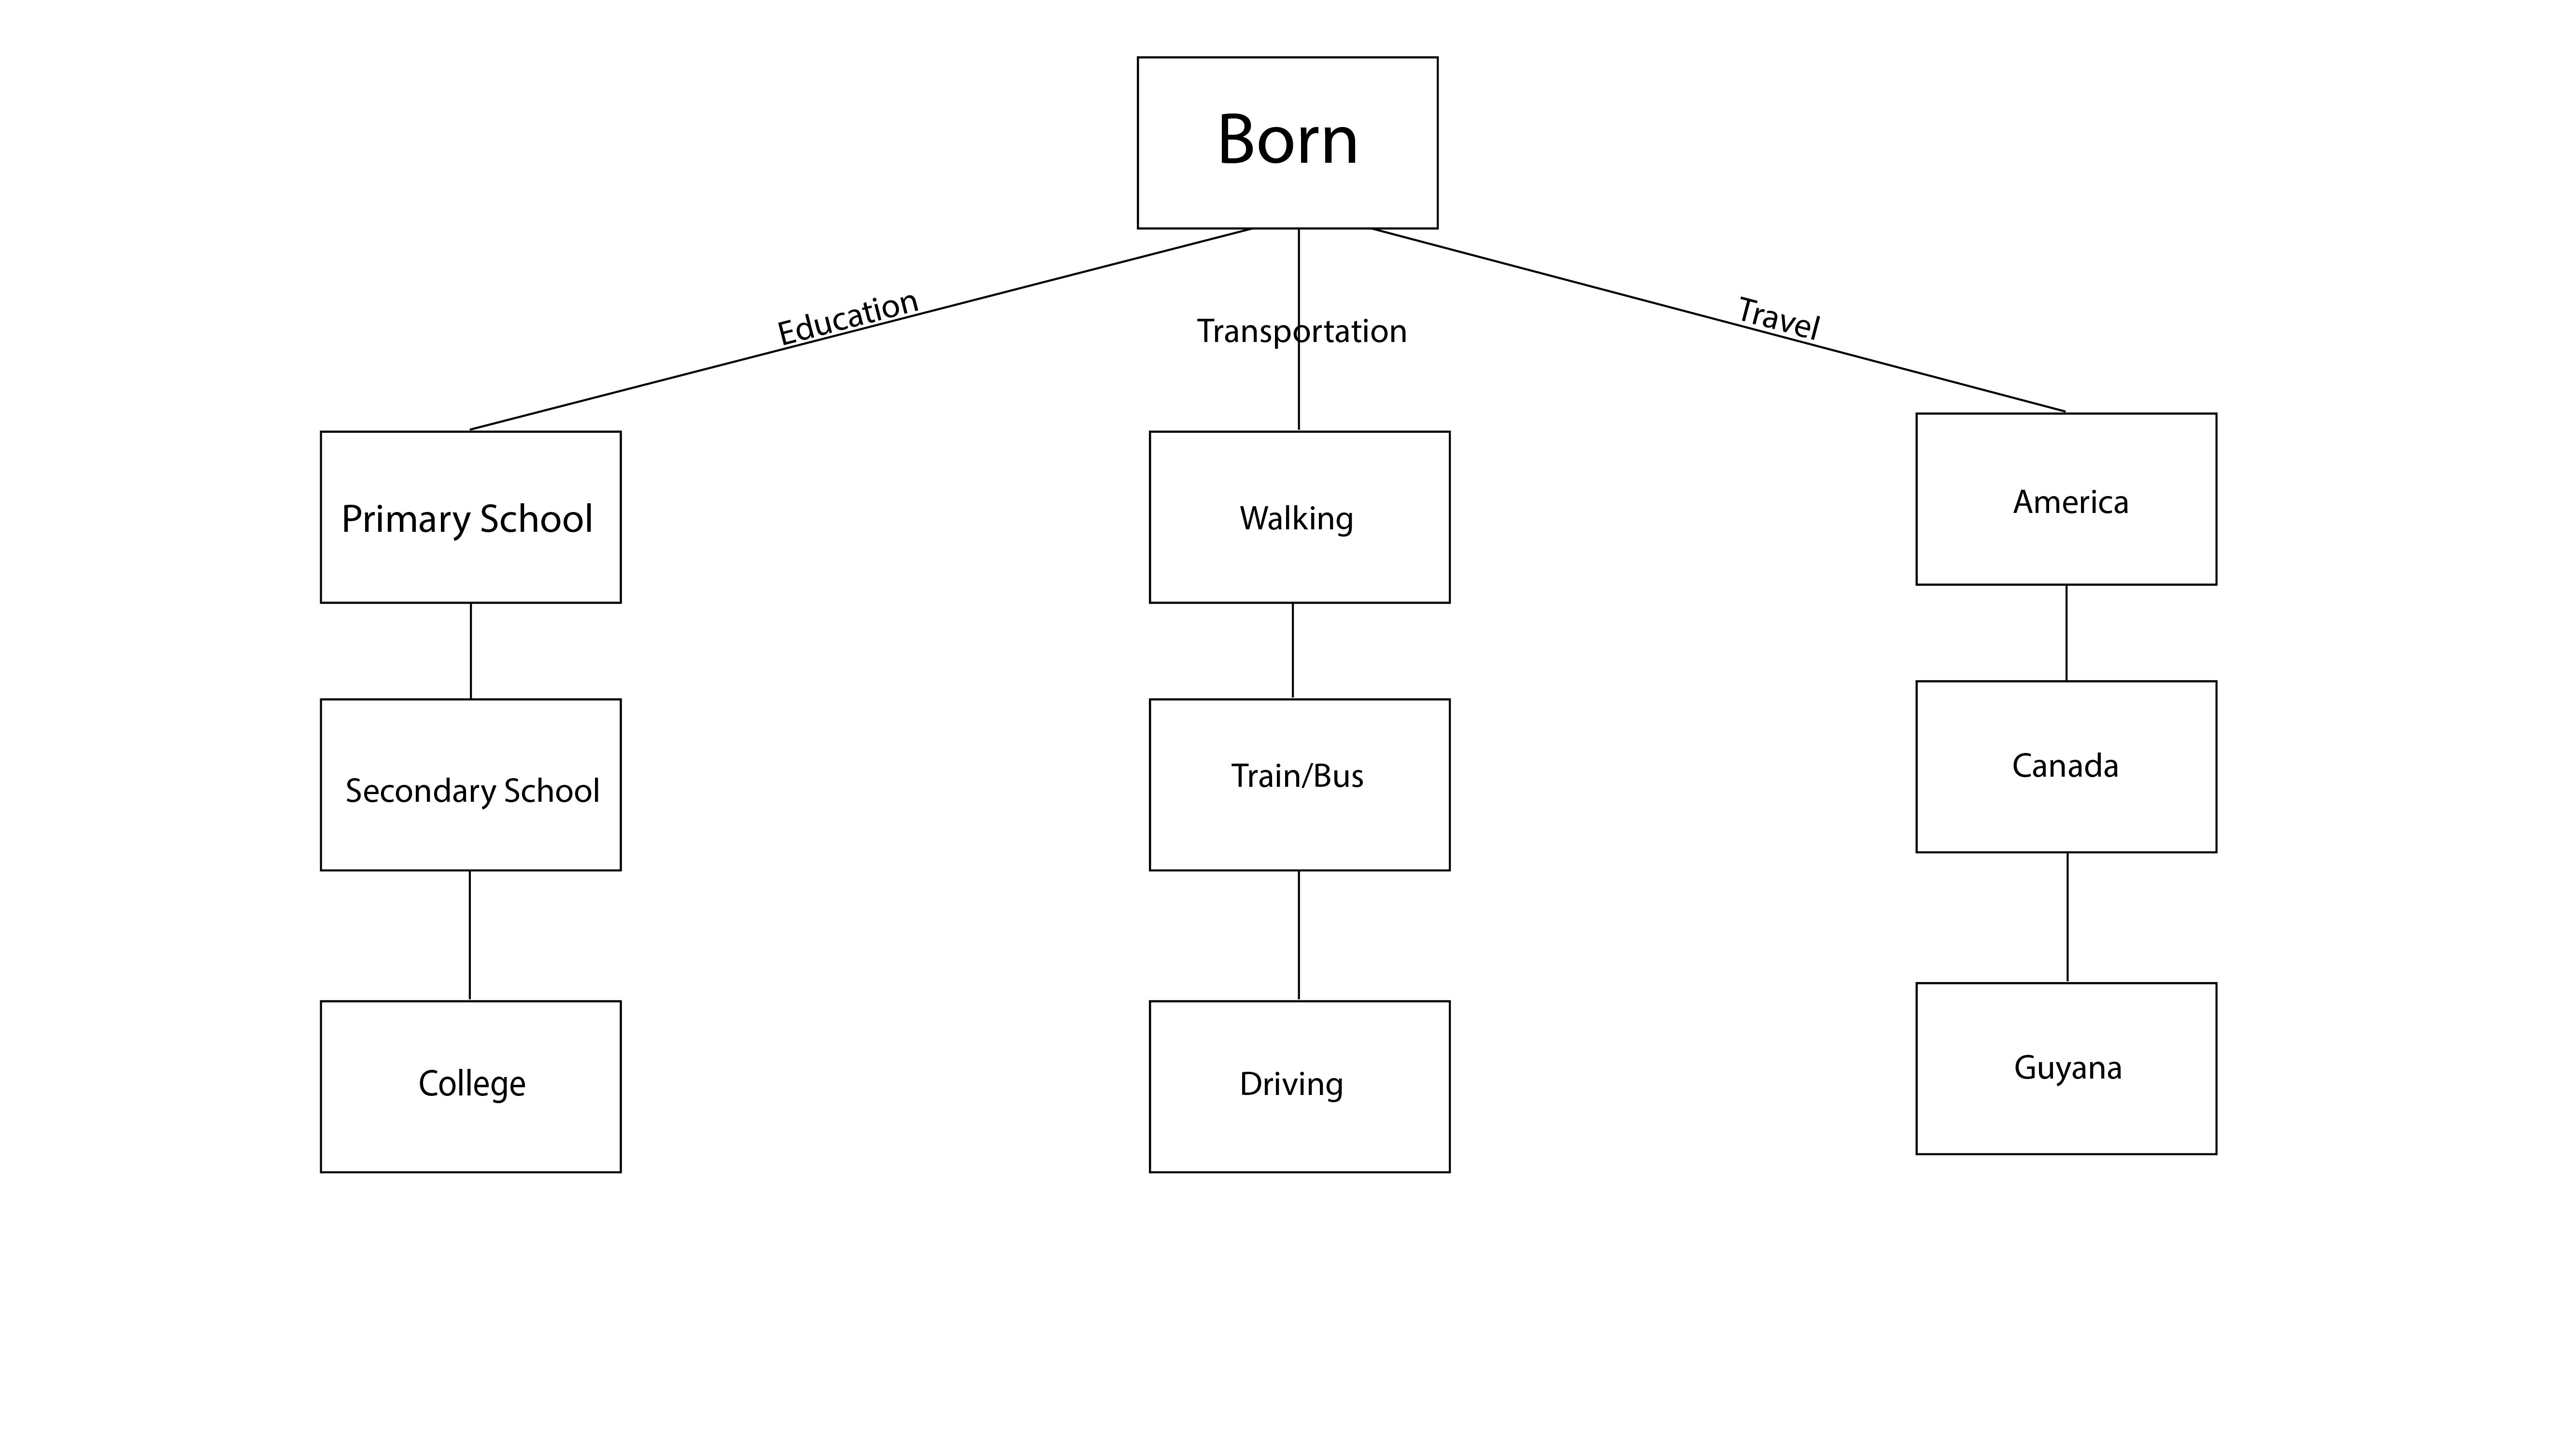 Born
Education
Transportation
Travel
Primary School
Walking
America
Secondary School
Train/Bus
Canada
College
Driving
Guyana